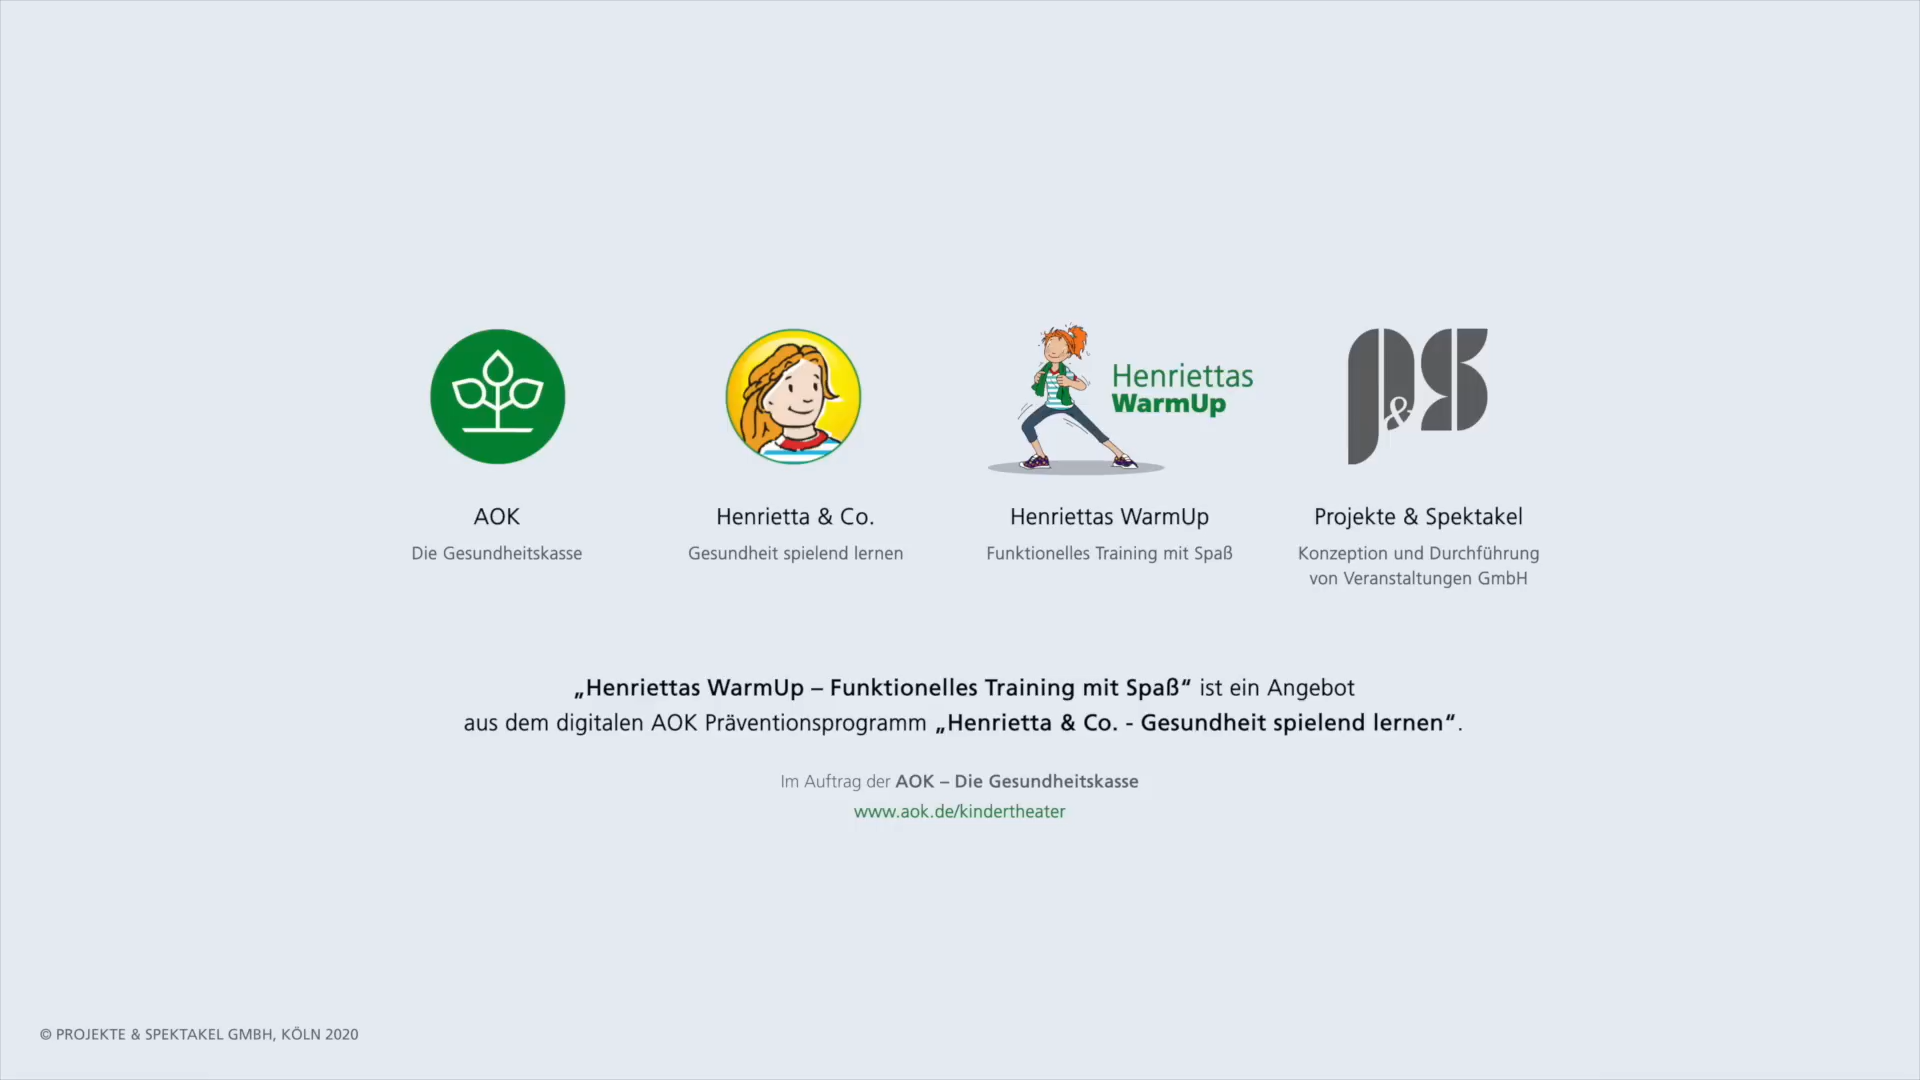 Henriettas
WarmUp
P&S
AOK
Die Gesundheitskasse
Henrietta & Co.
Gesundheit spielend lernen
Henriettas WarmUp
Funktionelles Training mit Spaß
Projekte & Spektakel
Konzeption und Durchführung
von Veranstaltungen GmbH
„Henriettas WarmUp – Funktionelles Training mit Spaß“ ist ein Angebot
aus dem digitalen AOK Präventionsprogramm „Henrietta & Co. - Gesundheit spielend lernen“.
Im Auftrag der AOK – Die Gesundheitskasse
www.aok.de/kindertheater
© PROJEKTE & SPEKTAKEL GMBH, KÖLN 2020